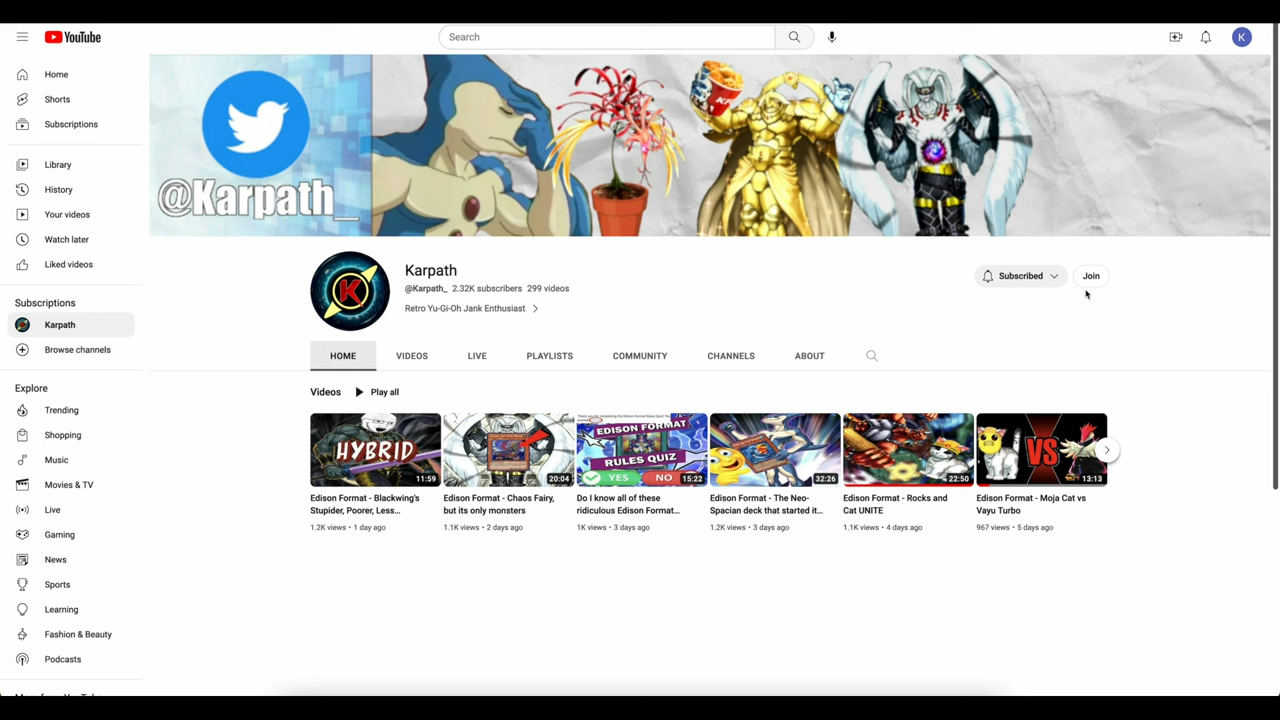 YouTube
Search
K
Home
Shorts
Subscriptions
Library
History
Your videos
Watch later
Liked videos
Subscriptions
Karpath
Browse channels
Explore
Trending
Shopping
Music
Movies & TV
Live
Gaming
News
Sports
Learning
Fashion & Beauty
Podcasts
@Karpath_
K
Karpath
@Karpath_ 2.32K subscribers 299 videos
Retro Yu-Gi-Oh Jank Enthusiast
Subscribed
Join
HOME VIDEOS LIVE PLAYLISTS COMMUNITY CHANNELS ABOUT
Videos Play all
HYBRID
11:59
Edison Format - Blackwing's
Stupider, Poorer, Less...
1.2K views • 1 day ago
20:04
Edison Format - Chaos Fairy,
but its only monsters
1.1K views • 2 days ago
EDISON FORMAT
RULES QUIZ
YES NO
15:22
Do I know all of these
ridiculous Edison Format...
1K views • 3 days ago
32:26
Edison Format - The Neo-
Spacian deck that started it...
1.2K views • 3 days ago
22:50
Edison Format - Rocks and
Cat UNITE
1.1K views • 4 days ago
VS
13:13
Edison Format - Moja Cat vs
Vayu Turbo
967 views • 5 days ago